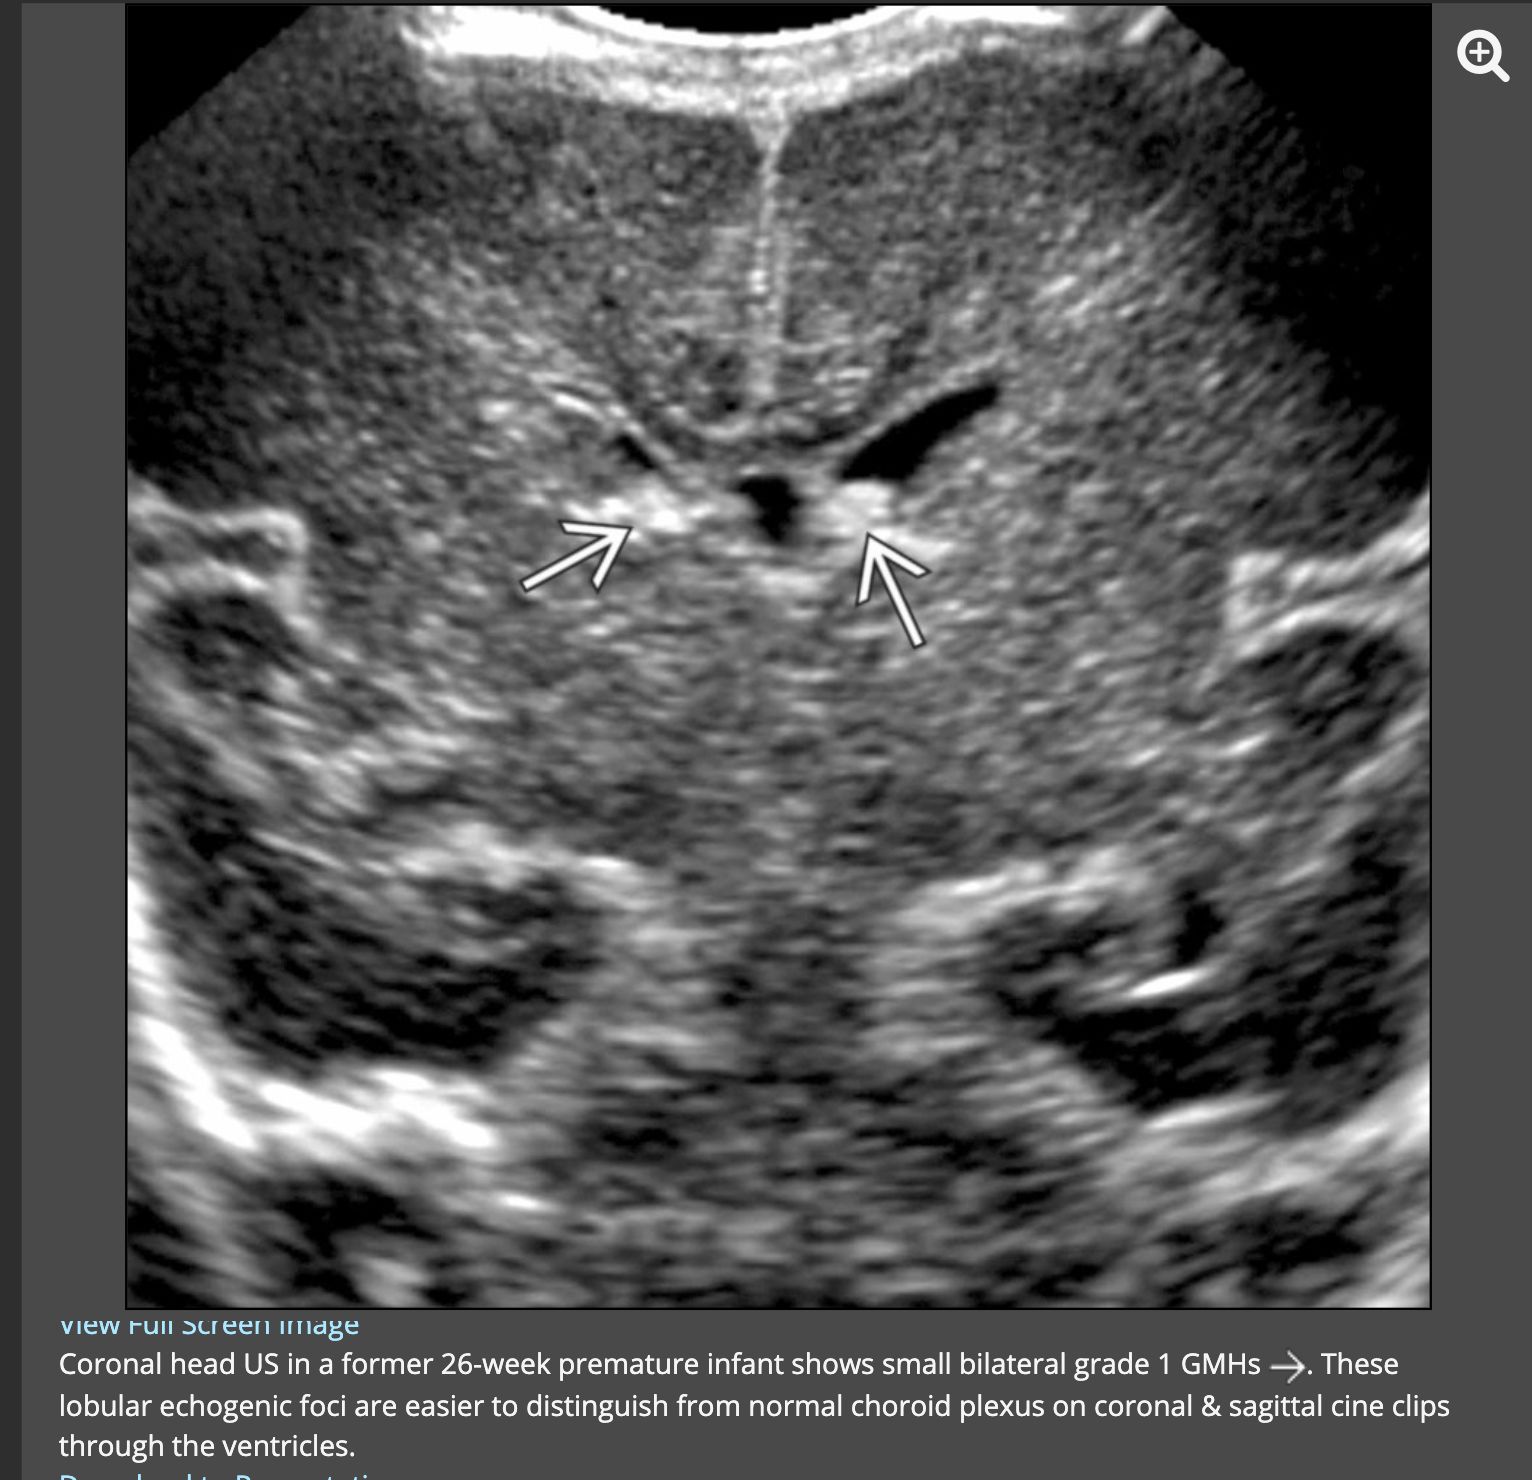 View Full Screen Image
Coronal head US in a former 26-week premature infant shows small bilateral grade 1 GMHs →. These
lobular echogenic foci are easier to distinguish from normal choroid plexus on coronal & sagittal cine clips
through the ventricles.